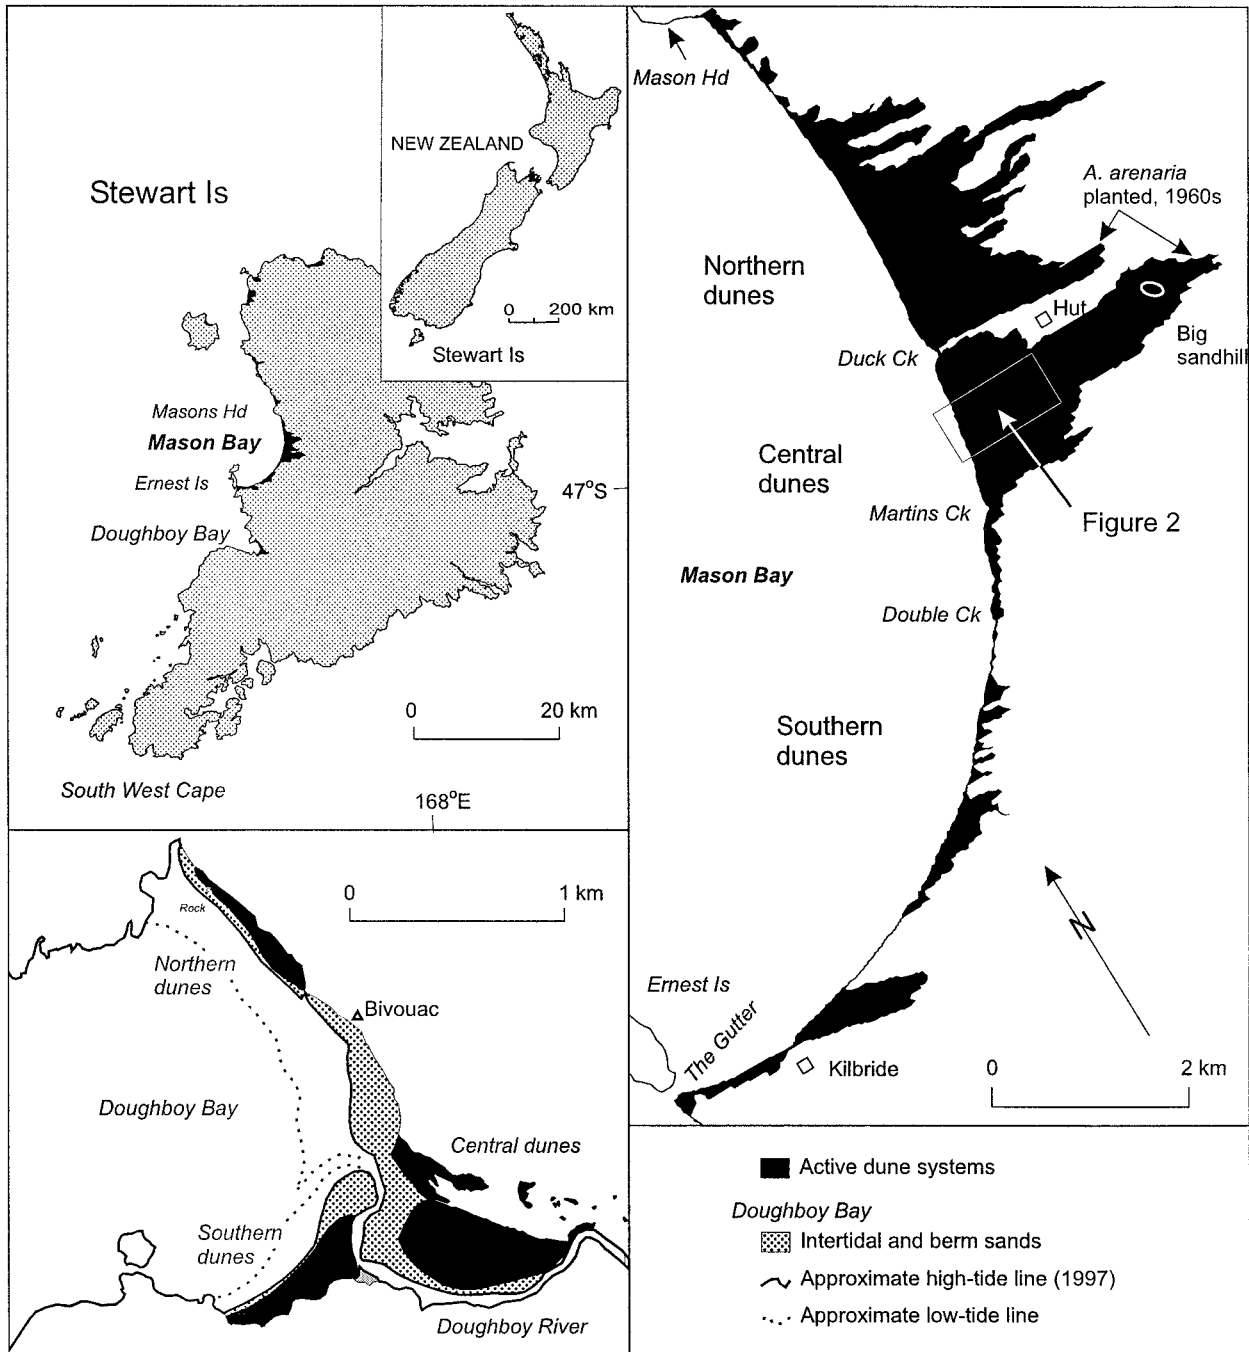 Stewart Is
NEW ZEALAND
0 200 km
Stewart Is
Masons Hd
Mason Bay
Ernest Is
Doughboy Bay
47°S
0 20 km
South West Cape
168°E
Mason Hd
A. arenaria
planted, 1960s
Northern
dunes
Hut
Big
sandhill
Duck Ck
Central
dunes
Martins Ck
Figure 2
Mason Bay
Double Ck
Southern
dunes
N
Ernest Is
The Gutter
Kilbride
0 2 km
0 1 km
Rock
Northern
dunes
Bivouac
Doughboy Bay
Central dunes
Southern
dunes
Doughboy River
Active dune systems
Doughboy Bay
Intertidal and berm sands
Approximate high-tide line (1997)
Approximate low-tide line